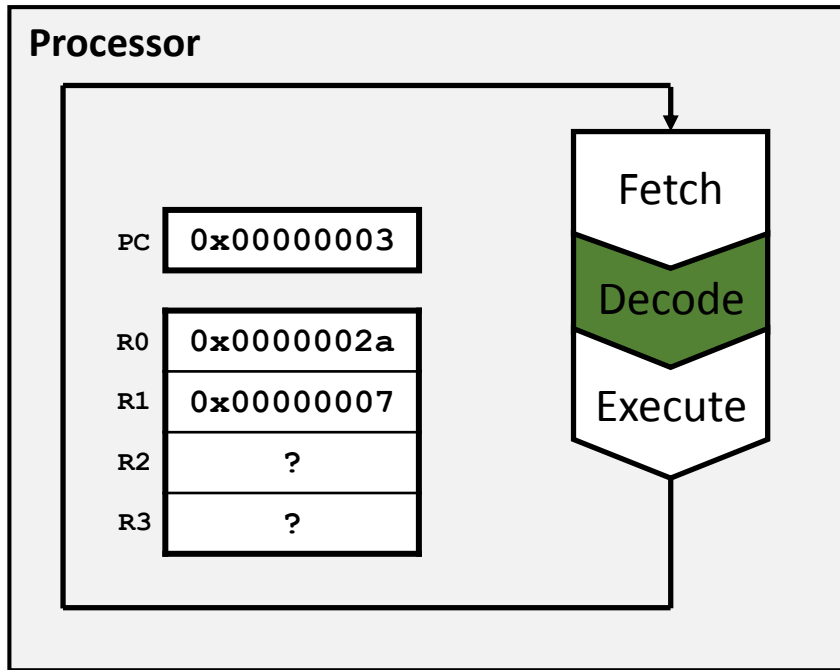 Processor
PC 0x00000003
R0 0x0000002a
R1 0x00000007
R2 ?
R3 ?
Fetch
Decode
Execute